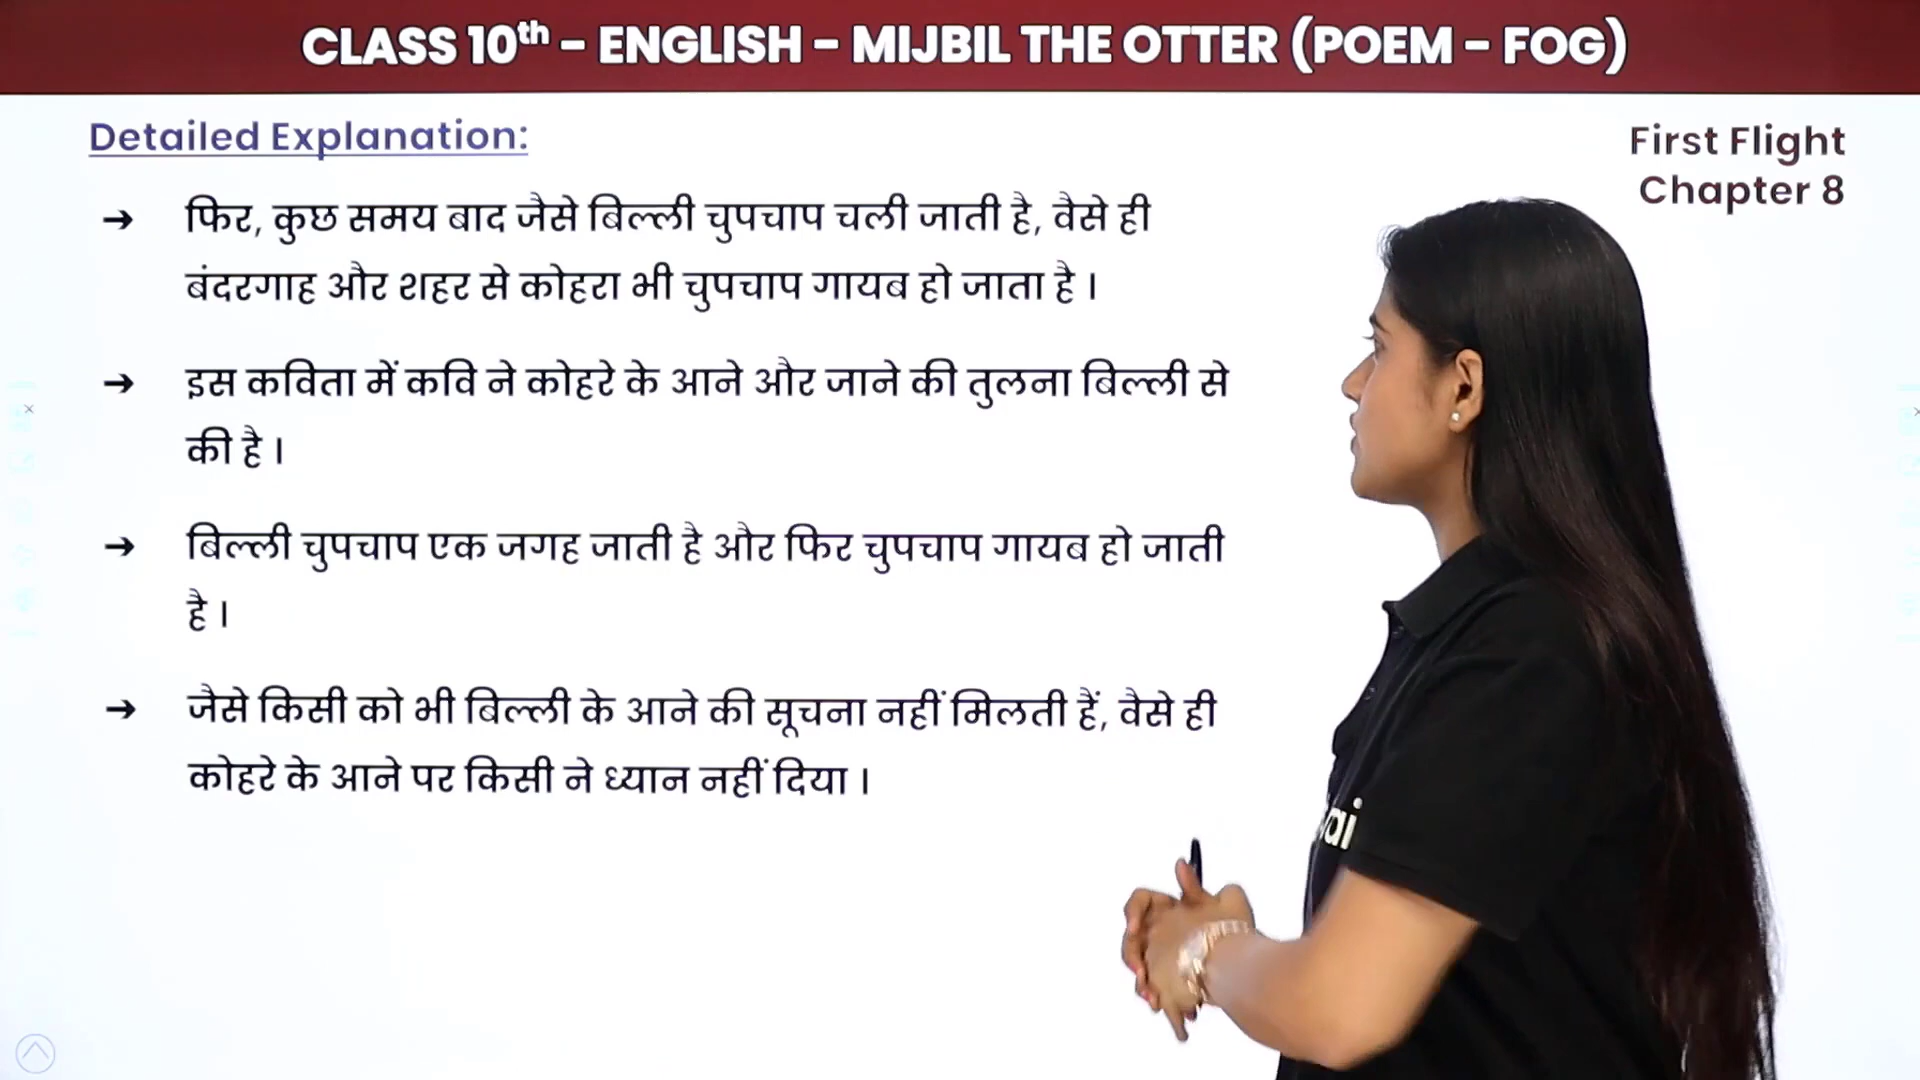 CLASS 10th – ENGLISH – MIJBIL THE OTTER (POEM – FOG)
Detailed Explanation:
First Flight
Chapter 8
➔ फिर, कुछ समय बाद जैसे बिल्ली चुपचाप चली जाती है, वैसे ही
बंदरगाह और शहर से कोहरा भी चुपचाप गायब हो जाता है ।
➔ इस कविता में कवि ने कोहरे के आने और जाने की तुलना बिल्ली से
की है ।
➔ बिल्ली चुपचाप एक जगह जाती है और फिर चुपचाप गायब हो जाती
है ।
➔ जैसे किसी को भी बिल्ली के आने की सूचना नहीं मिलती हैं, वैसे ही
कोहरे के आने पर किसी ने ध्यान नहीं दिया ।